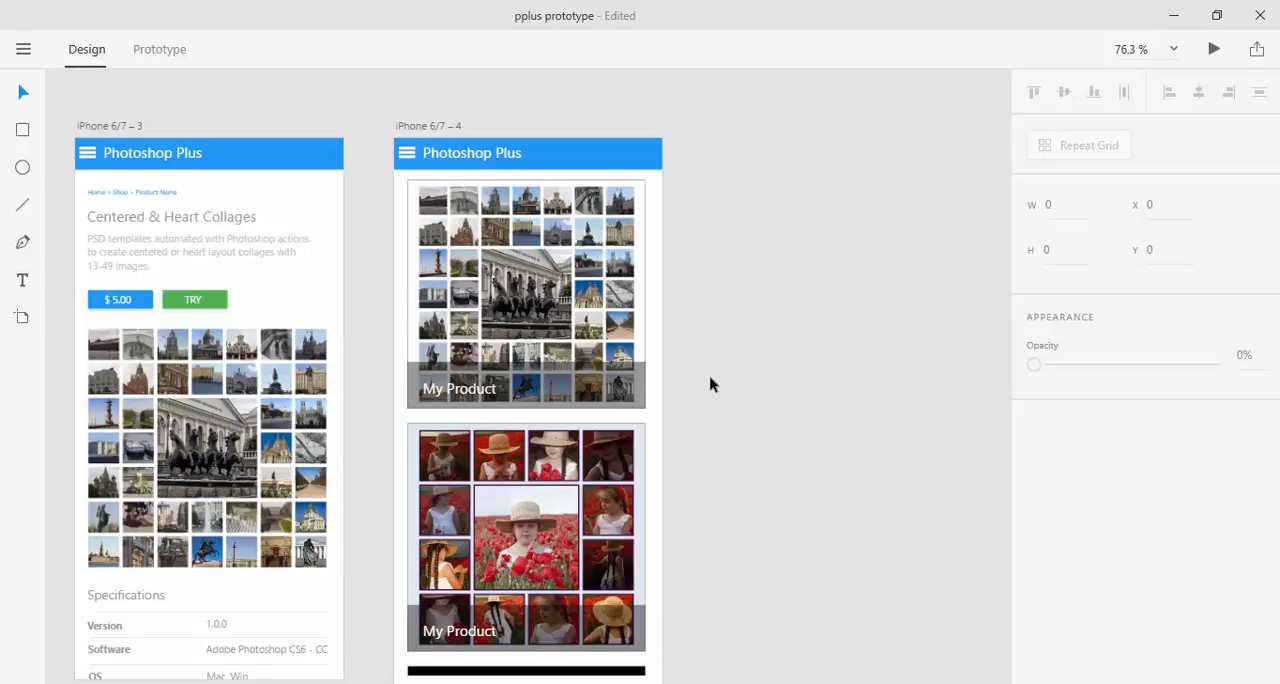 pplus prototype - Edited
Design
Prototype
76,3 %
iPhone 6/7 – 3
Photoshop Plus
Home > Shop > Product Name
Centered & Heart Collages
PSD templates automated with Photoshop actions
to create centered or heart layout collages with
13-49 images.
$ 5.00
TRY
Specifications
Version
1.0.0
Software
Adobe Photoshop CS6 - CC
OS
Mac, Win
iPhone 6/7 – 4
Photoshop Plus
My Product
My Product
Repeat Grid
W 0
X 0
H 0
Y 0
APPEARANCE
Opacity
0%